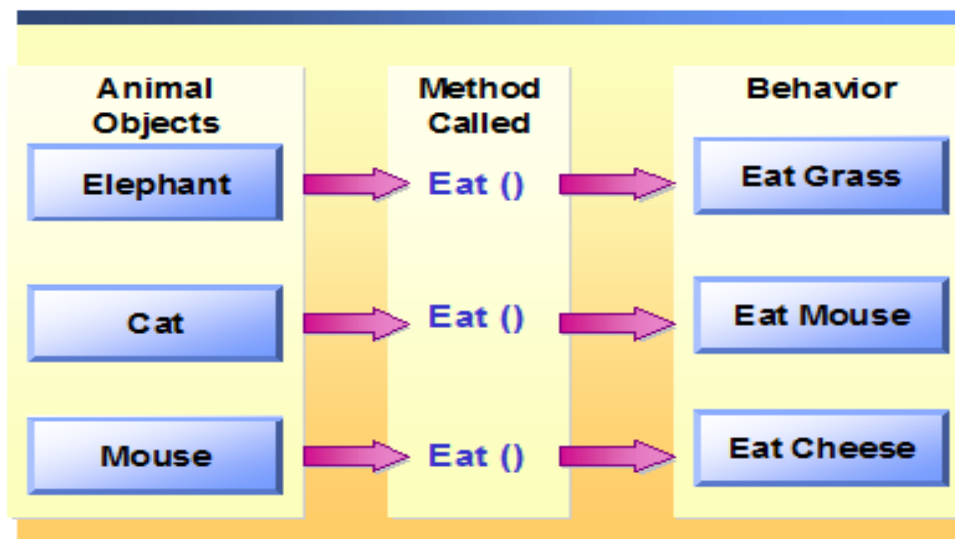 Animal
Objects
Method
Called
Behavior
Elephant
Eat ()
Eat Grass
Cat
Eat ()
Eat Mouse
Mouse
Eat ()
Eat Cheese